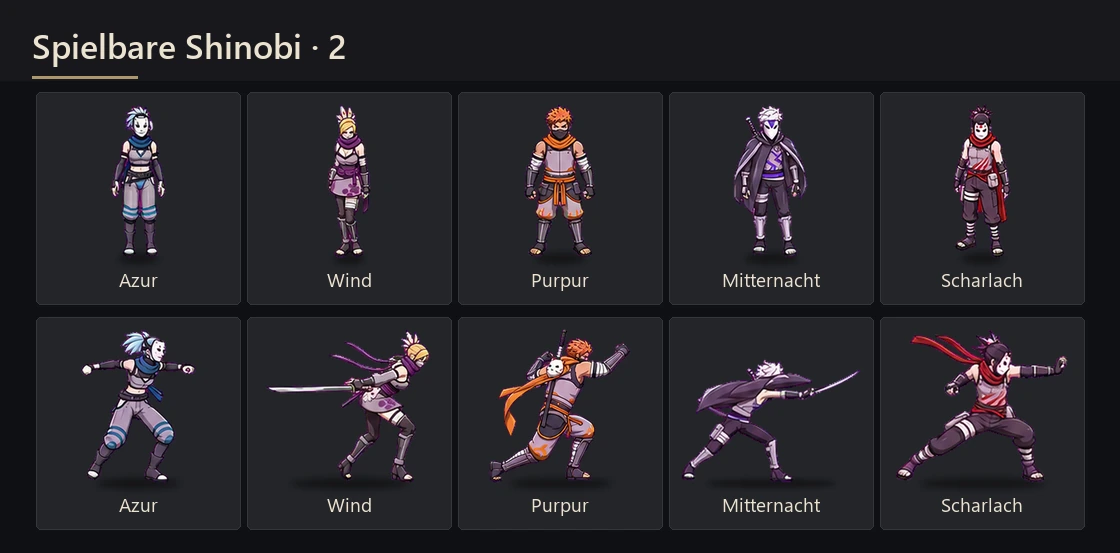 Spielbare Shinobi · 2
Azur
Wind
Purpur
Mitternacht
Scharlach
Azur
Wind
Purpur
Mitternacht
Scharlach